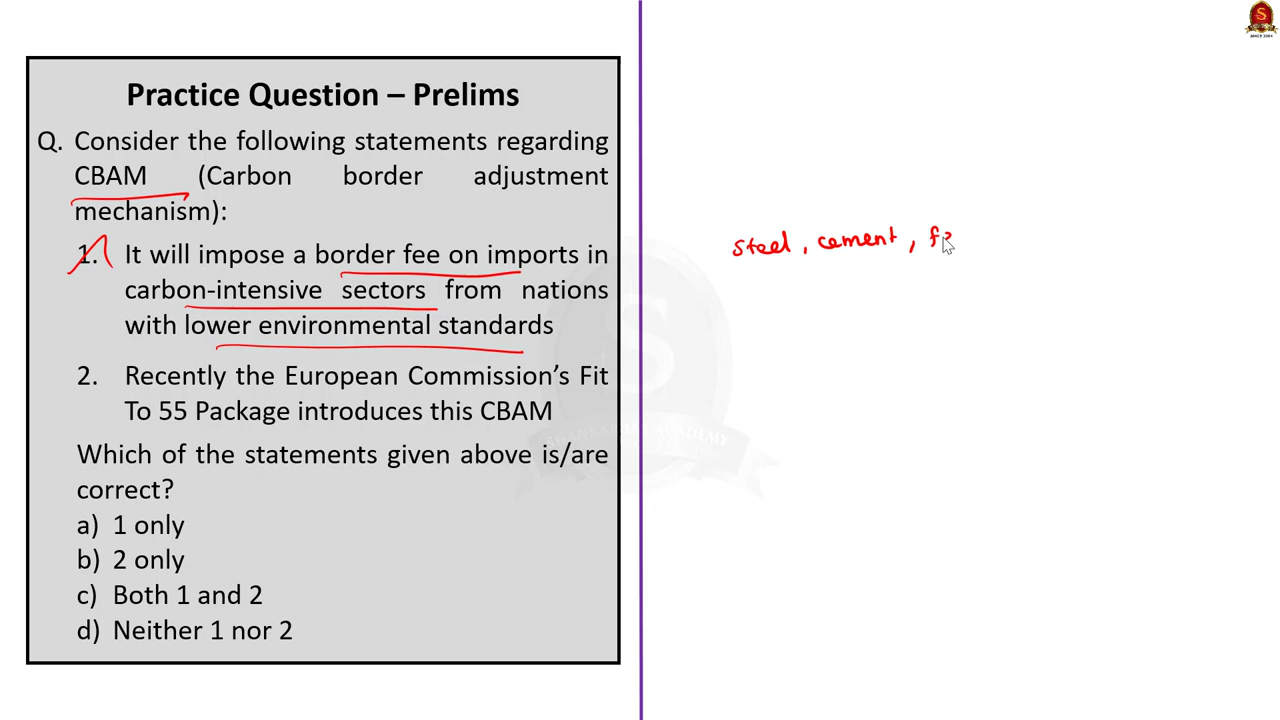 Practice Question – Prelims
Q. Consider the following statements regarding
CBAM (Carbon border adjustment
mechanism):
1. It will impose a border fee on imports in
carbon-intensive sectors from nations
with lower environmental standards
2. Recently the European Commission's Fit
To 55 Package introduces this CBAM
Which of the statements given above is/are
correct?
a) 1 only
b) 2 only
c) Both 1 and 2
d) Neither 1 nor 2
steel, cement, f
S
SINCE 2004